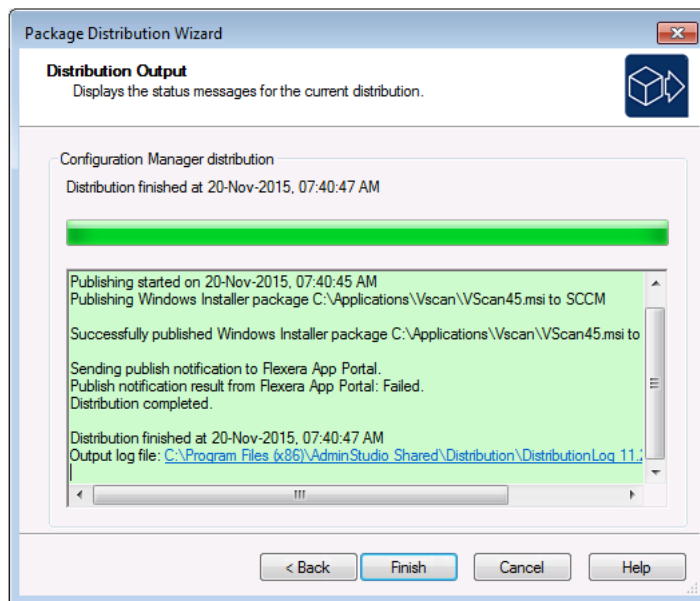 Package Distribution Wizard
Distribution Output
Displays the status messages for the current distribution.
Configuration Manager distribution
Distribution finished at 20-Nov-2015, 07:40:47 AM
Publishing started on 20-Nov-2015, 07:40:45 AM
Publishing Windows Installer package C:\Applications\Vscan\VScan45.msi to SCCM
Successfully published Windows Installer package C:\Applications\Vscan\VScan45.msi to
Sending publish notification to Flexera App Portal.
Publish notification result from Flexera App Portal: Failed.
Distribution completed.
Distribution finished at 20-Nov-2015, 07:40:47 AM
Output log file: C:\Program Files (x86)\AdminStudio Shared\Distribution\DistributionLog 11.2
< Back Finish Cancel Help